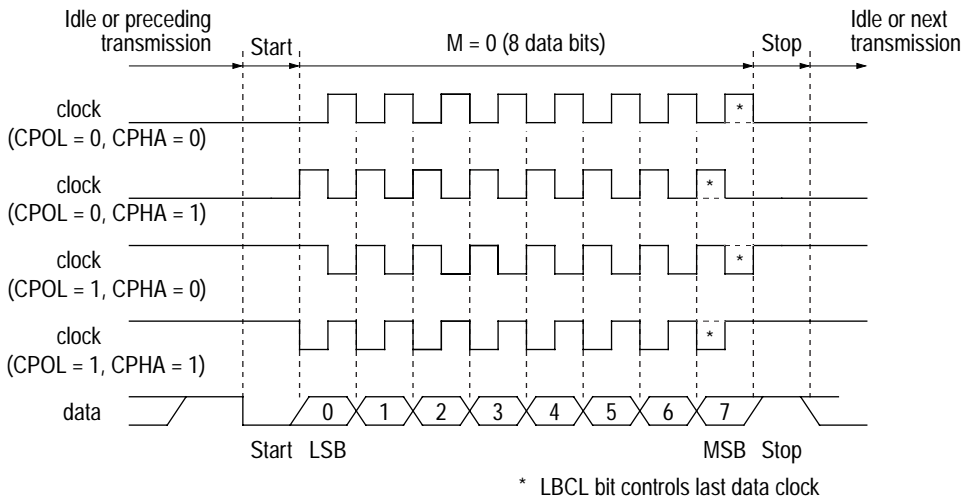 Idle or preceding
transmission
Start
M = 0 (8 data bits)
Stop
Idle or next
transmission
clock
(CPOL = 0, CPHA = 0)
*
clock
(CPOL = 0, CPHA = 1)
*
clock
(CPOL = 1, CPHA = 0)
*
clock
(CPOL = 1, CPHA = 1)
*
data 0 1 2 3 4 5 6 7
Start LSB MSB Stop
* LBCL bit controls last data clock